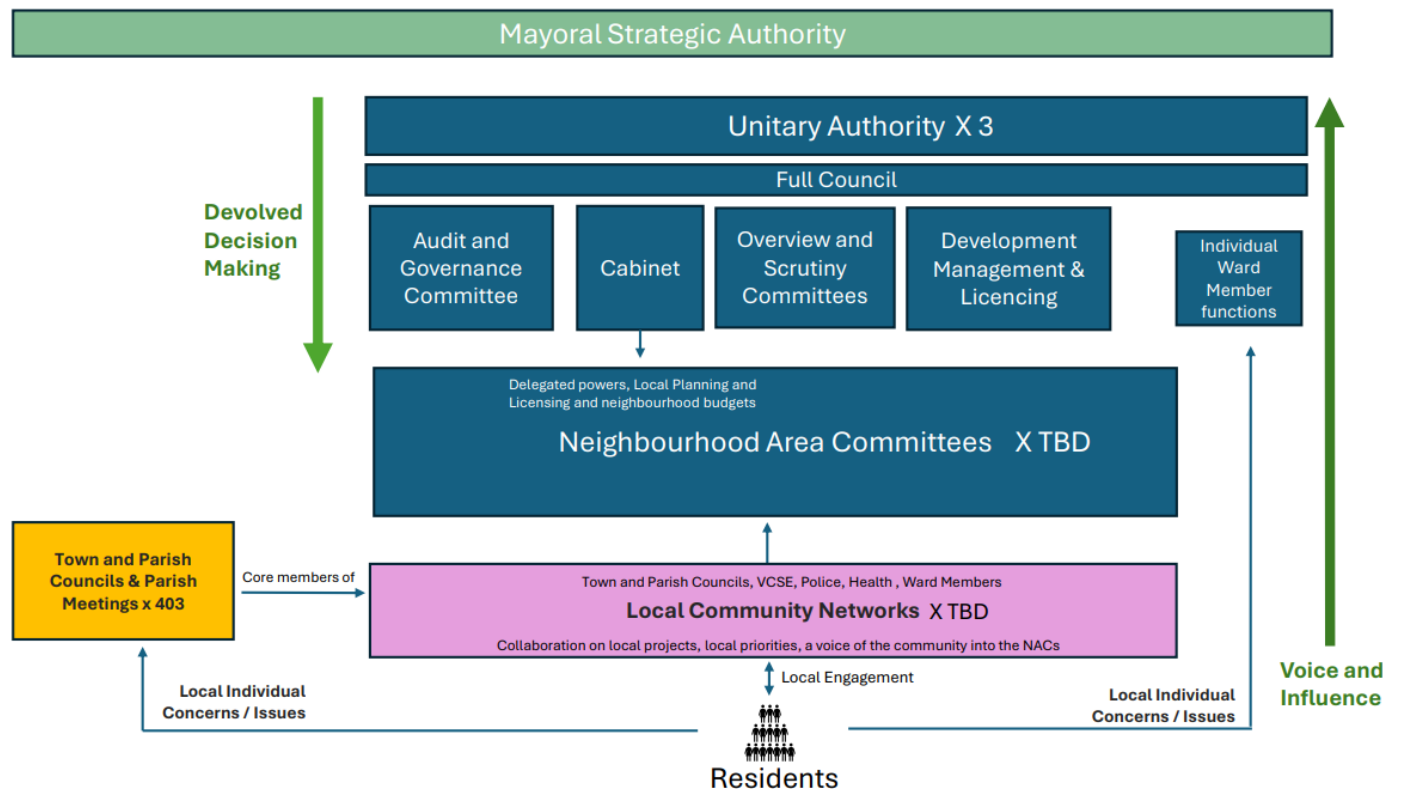 Mayoral Strategic Authority
Unitary Authority X 3
Full Council
Devolved
Decision
Making
Audit and
Governance
Committee
Cabinet
Overview and
Scrutiny
Committees
Development
Management &
Licencing
Individual
Ward
Member
functions
Delegated powers, Local Planning and
Licensing and neighbourhood budgets
Neighbourhood Area Committees X TBD
Town and Parish
Councils & Parish
Meetings x 403
Core members of
Town and Parish Councils, VCSE, Police, Health , Ward Members
Local Community Networks X TBD
Collaboration on local projects, local priorities, a voice of the community into the NACs
Local Engagement
Voice and
Influence
Local Individual
Concerns / Issues
Local Individual
Concerns / Issues
Residents